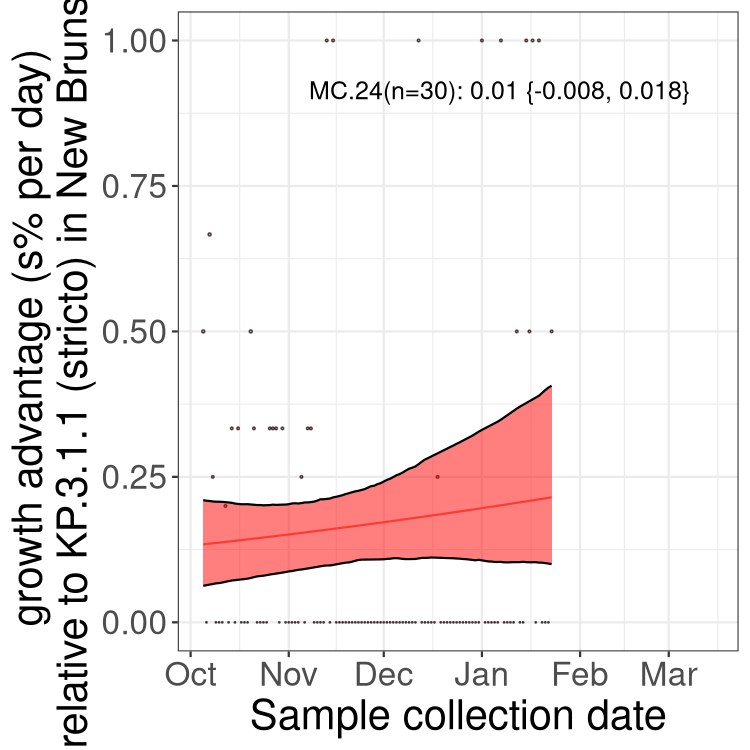 growth advantage (s% per day)
relative to KP.3.1.1 (stricto) in New Bruns
1.00
0.75
0.50
0.25
0.00
MC.24(n=30): 0.01 {-0.008, 0.018}
Oct Nov Dec Jan Feb Mar
Sample collection date